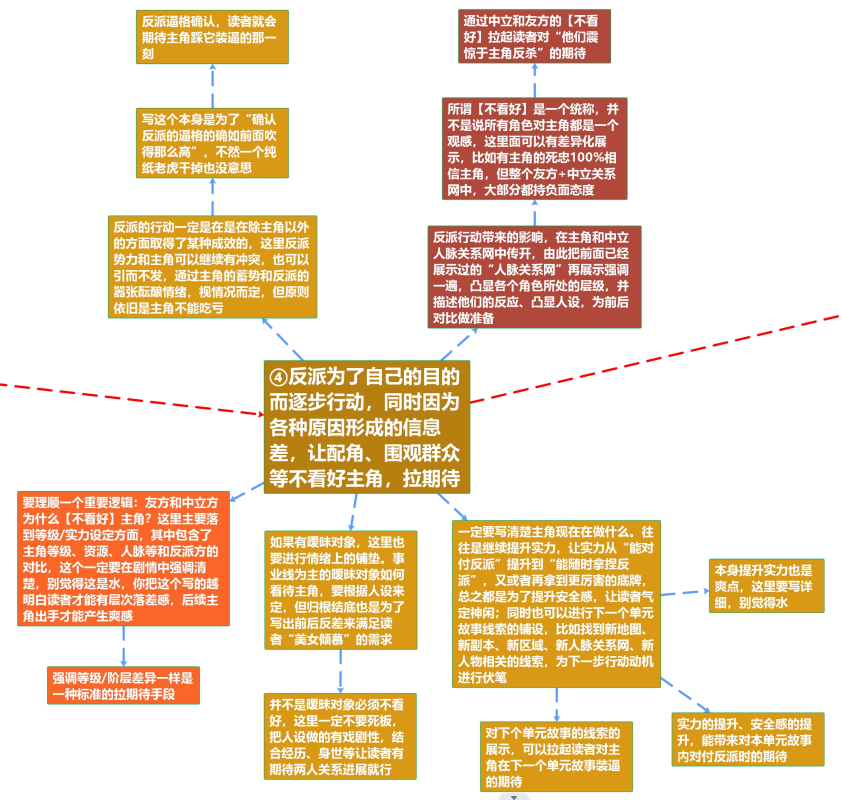 反派逼格确认，读者就会
期待主角踩它装逼的那一
刻
通过中立和友方的【不看
好】拉起读者对“他们震
惊于主角反杀”的期待
写这个本身是为了“确认
反派的逼格的确如前面吹
得那么高”，不然一个纯
纸老虎干掉也没意思
所谓【不看好】是一个统称，并
不是说所有角色对主角都是一个
观感，这里面可以有差异化展
示，比如有主角的死忠100%相
信主角，但整个友方+中立关系
网中，大部分都持负面态度
反派的行动一定是在是在除主角以外
的方面取得了某种成效的，这里反派
势力和主角可以继续有冲突，也可以
引而不发，通过主角的蓄势和反派的
嚣张酝酿情绪，视情况而定，但原则
依旧是主角不能吃亏
反派行动带来的影响，在主角和中立
人脉关系网中传开，由此把前面已经
展示过的“人脉关系网”再展示强调
一遍，凸显各个角色所处的层级，并
描述他们的反应、凸显人设，为前后
对比做准备
④反派为了自己的目的
而逐步行动，同时因为
各种原因形成的信息
差，让配角、围观群众
等不看好主角，拉期待
要理顺一个重要逻辑：友方和中立方
为什么【不看好】主角？这里主要落
到等级/实力设定方面，其中包含了
主角等级、资源、人脉等和反派方的
对比，这个一定要在剧情中强调清
楚，别觉得这是水，你把这个写的越
明白读者才能有层次落差感，后续主
角出手才能产生爽感
强调等级/阶层差异一样是
一种标准的拉期待手段
如果有暧昧对象，这里也
要进行情绪上的铺垫。事
业线为主的暧昧对象如何
看待主角，要根据人设来
定，但归根结底也是为了
写出前后反差来满足读
者“美女倾慕”的需求
并不是暧昧对象必须不看
好，这里一定不要死板，
把人设做的有戏剧性，结
合经历、身世等让读者有
期待两人关系进展就行
一定要写清楚主角现在在做什么。往
往是继续提升实力，让实力从“能对
付反派”提升到“能随时拿捏反
派”，又或者再拿到更厉害的底牌，
总之都是为了提升安全感，让读者气
定神闲；同时也可以进行下一个单元
故事线索的铺设，比如找到新地图、
新副本、新区域、新人脉关系网、新
人物相关的线索，为下一步行动动机
进行伏笔
本身提升实力也是
爽点，这里要写详
细，别觉得水
对下个单元故事的线索的
展示，可以拉起读者对主
角在下一个单元故事装逼
的期待
实力的提升、安全感的提
升，能带来对本单元故事
内对付反派时的期待